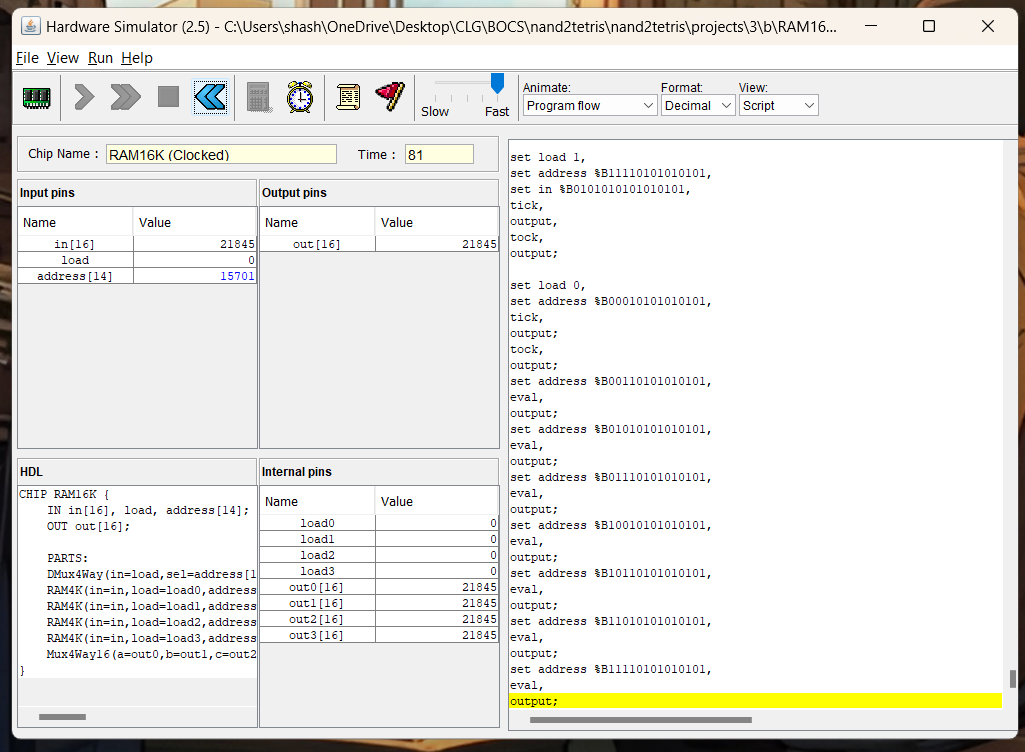 Hardware Simulator (2.5) - C:\Users\shash\OneDrive\Desktop\CLG\BOCS\nand2tetris\nand2tetris\projects\3\b\RAM16...
File View Run Help
Slow Fast
Animate: Format: View:
Program flow Decimal Script
Chip Name : RAM16K (Clocked) Time : 81
Input pins
Name Value
in[16] 21845
load 0
address[14] 15701
Output pins
Name Value
out[16] 21845
HDL
CHIP RAM16K {
    IN in[16], load, address[14];
    OUT out[16];
    PARTS:
    DMux4Way(in=load,sel=address[1
    RAM4K(in=in,load=load0,address
    RAM4K(in=in,load=load1,address
    RAM4K(in=in,load=load2,address
    RAM4K(in=in,load=load3,address
    Mux4Way16(a=out0,b=out1,c=out2
}
Internal pins
Name Value
load0 0
load1 0
load2 0
load3 0
out0[16] 21845
out1[16] 21845
out2[16] 21845
out3[16] 21845
set load 1,
set address %B11110101010101,
set in %B0101010101010101,
tick,
output,
tock,
output;
set load 0,
set address %B00010101010101,
tick,
output;
tock,
output;
set address %B00110101010101,
eval,
output;
set address %B01010101010101,
eval,
output;
set address %B01110101010101,
eval,
output;
set address %B10010101010101,
eval,
output;
set address %B10110101010101,
eval,
output;
set address %B11010101010101,
eval,
output;
set address %B11110101010101,
eval,
output;